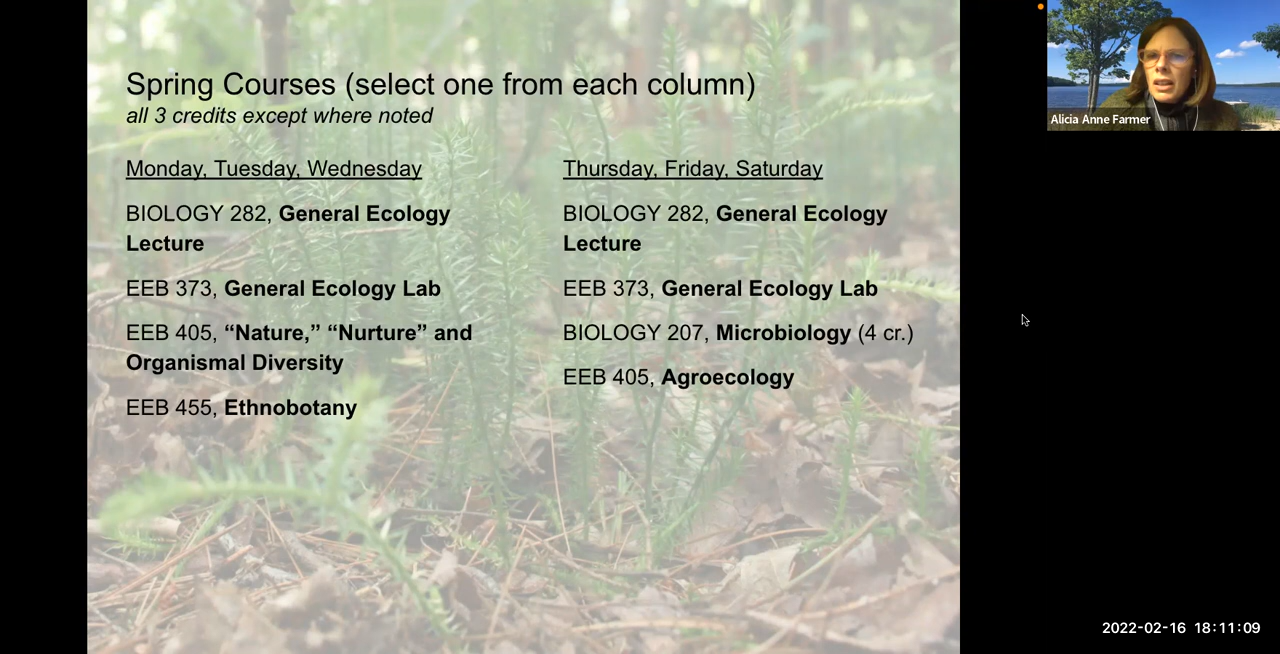 Spring Courses (select one from each column)
all 3 credits except where noted
Monday, Tuesday, Wednesday
BIOLOGY 282, General Ecology
Lecture
EEB 373, General Ecology Lab
EEB 405, “Nature,” “Nurture” and
Organismal Diversity
EEB 455, Ethnobotany
Thursday, Friday, Saturday
BIOLOGY 282, General Ecology
Lecture
EEB 373, General Ecology Lab
BIOLOGY 207, Microbiology (4 cr.)
EEB 405, Agroecology
Alicia Anne Farmer
2022-02-16 18:11:09